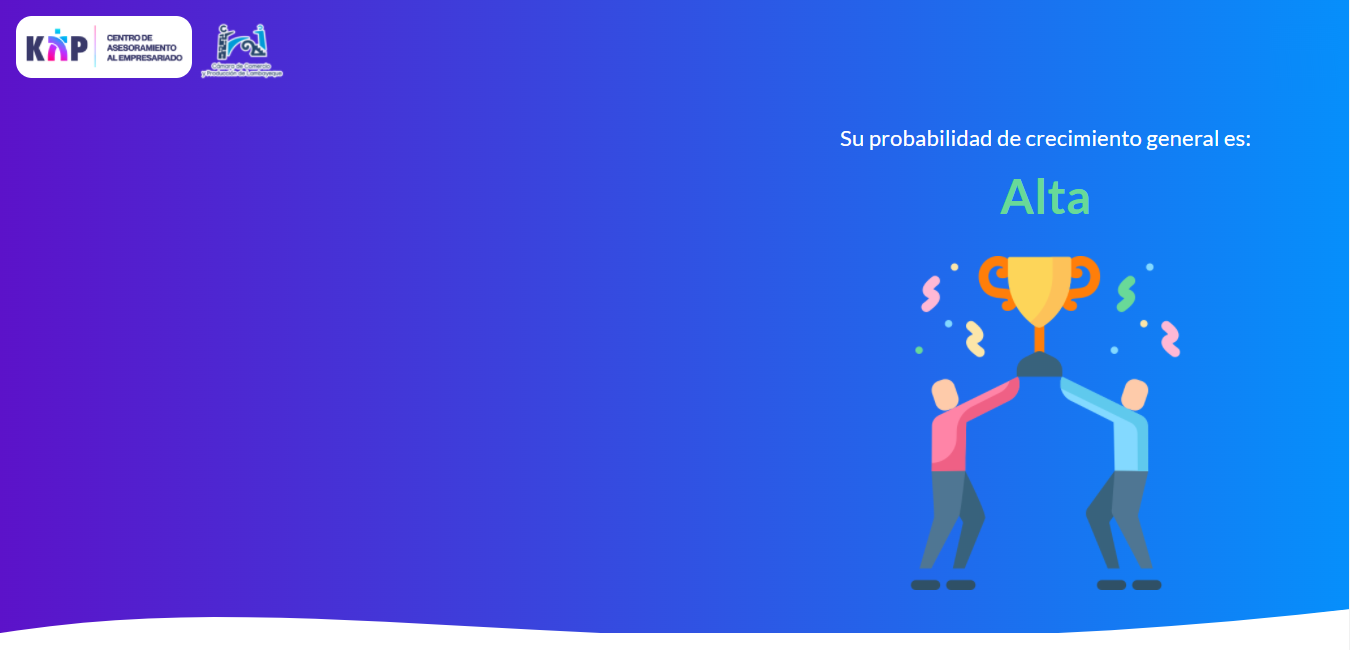 KAP
CENTRO DE
ASESORAMIENTO
AL EMPRESARIADO
Cámara de Comercio
y Producción de Lambayeque
Su probabilidad de crecimiento general es:
Alta